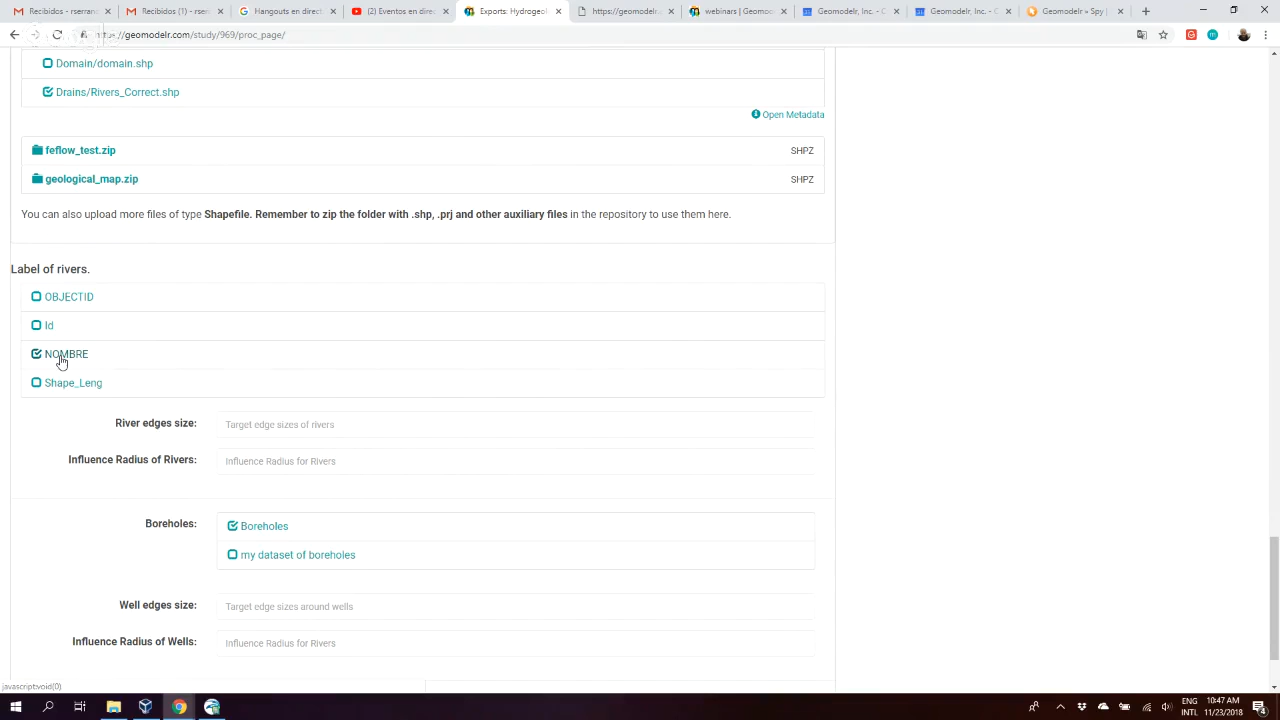 Recibidos - rserran
Recibidos (1) - rser
Hangouts en direct
(2) Eventos en direc
Exports: Hydrogeol
https://geomodelr.
webinars | Geomod
Geomodelr, Inc. - C
Geomodelr, Inc. - C
Geomodelr » Spy |
https://geomodelr.com/study/969/proc_page/
Domain/domain.shp
Drains/Rivers_Correct.shp
Open Metadata
feflow_test.zip SHPZ
geological_map.zip SHPZ
You can also upload more files of type Shapefile. Remember to zip the folder with .shp, .prj and other auxiliary files in the repository to use them here.
Label of rivers.
OBJECTID
Id
NOMBRE
Shape_Leng
River edges size: Target edge sizes of rivers
Influence Radius of Rivers: Influence Radius for Rivers
Boreholes: Boreholes
my dataset of boreholes
Well edges size: Target edge sizes around wells
Influence Radius of Wells: Influence Radius for Rivers
javascript:void(0)
ENG 10:47 AM
INTL 11/23/2018